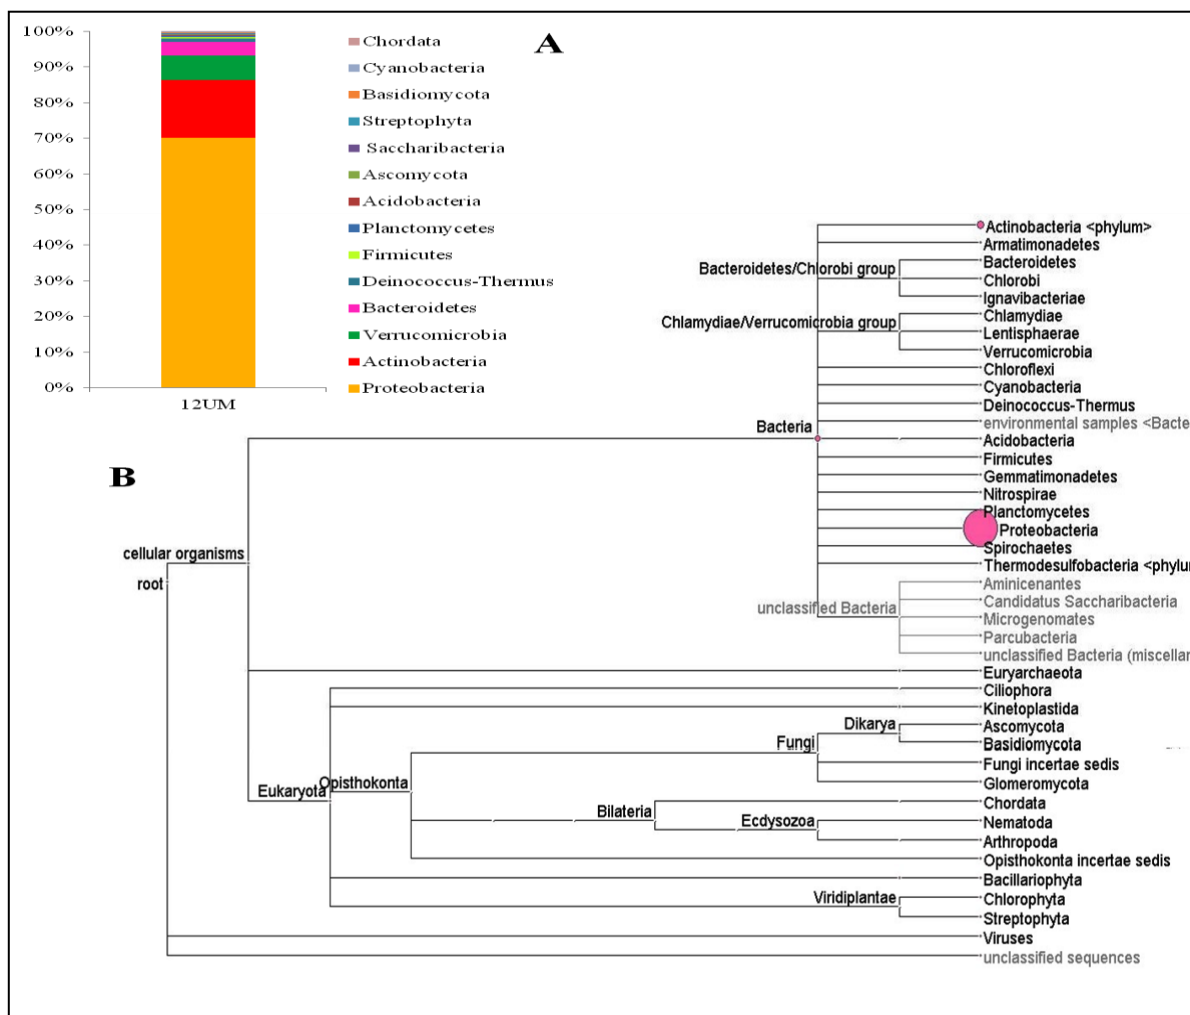 100%
90%
80%
70%
60%
50%
40%
30%
20%
10%
0%
12UM
Chordata
Cyanobacteria
Basidiomycota
Streptophyta
Saccharibacteria
Ascomycota
Acidobacteria
Planctomycetes
Firmicutes
Deinococcus-Thermus
Bacteroidetes
Verrucomicrobia
Actinobacteria
Proteobacteria
A
B
root
cellular organisms
Bacteria
Actinobacteria <phylum>
Armatimonadetes
Bacteroidetes/Chlorobi group
Bacteroidetes
Chlorobi
Ignavibacteriae
Chlamydiae/Verrucomicrobia group
Chlamydiae
Lentisphaerae
Verrucomicrobia
Chloroflexi
Cyanobacteria
Deinococcus-Thermus
environmental samples <Bacte
Acidobacteria
Firmicutes
Gemmatimonadetes
Nitrospirae
Planctomycetes
Proteobacteria
Spirochaetes
Thermodesulfobacteria <phylu
unclassified Bacteria
Aminicenantes
Candidatus Saccharibacteria
Microgenomates
Parcubacteria
unclassified Bacteria (miscellar
Euryarchaeota
Eukaryota
Ciliophora
Kinetoplastida
Opisthokonta
Fungi
Dikarya
Ascomycota
Basidiomycota
Fungi incertae sedis
Glomeromycota
Bilateria
Chordata
Ecdysozoa
Nematoda
Arthropoda
Opisthokonta incertae sedis
Bacillariophyta
Viridiplantae
Chlorophyta
Streptophyta
Viruses
unclassified sequences